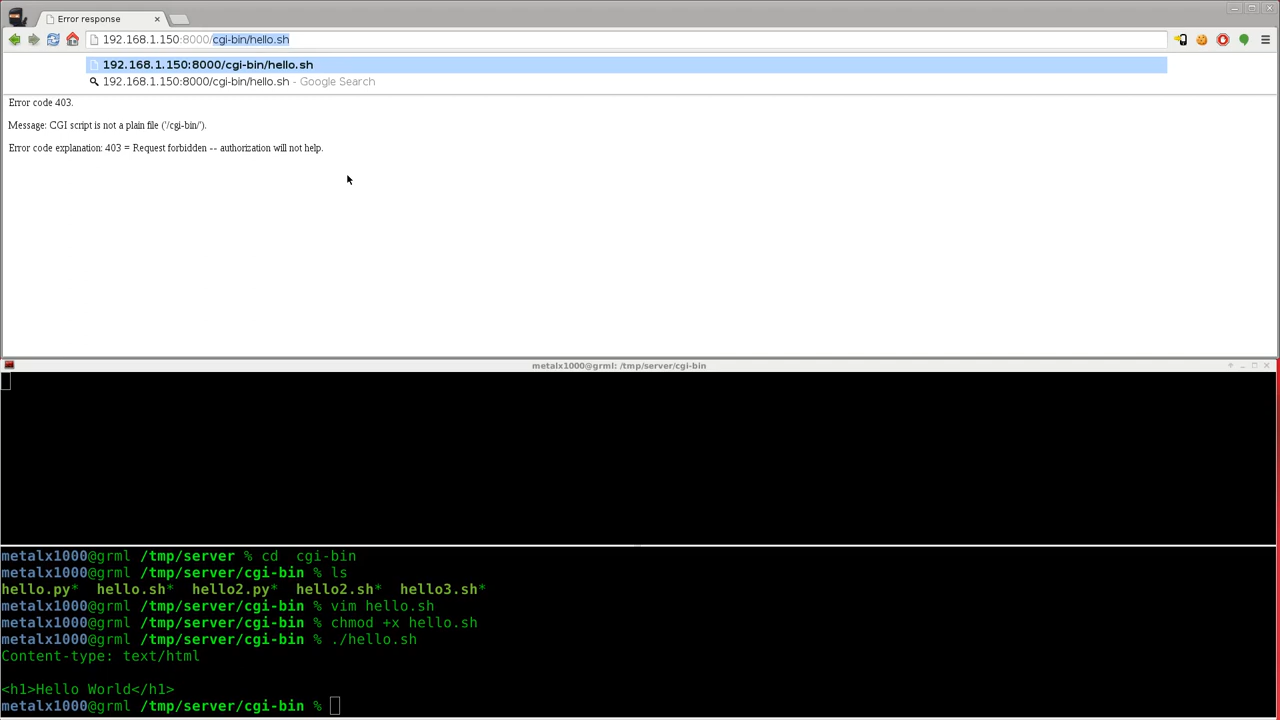 Error response
192.168.1.150:8000/cgi-bin/hello.sh
192.168.1.150:8000/cgi-bin/hello.sh
192.168.1.150:8000/cgi-bin/hello.sh - Google Search
Error code 403.
Message: CGI script is not a plain file ('/cgi-bin/').
Error code explanation: 403 = Request forbidden -- authorization will not help.
metalx1000@grml: /tmp/server/cgi-bin
metalx1000@grml /tmp/server % cd  cgi-bin
metalx1000@grml /tmp/server/cgi-bin % ls
hello.py*  hello.sh*  hello2.py*  hello2.sh*  hello3.sh*
metalx1000@grml /tmp/server/cgi-bin % vim hello.sh
metalx1000@grml /tmp/server/cgi-bin % chmod +x hello.sh
metalx1000@grml /tmp/server/cgi-bin % ./hello.sh
Content-type: text/html
<h1>Hello World</h1>
metalx1000@grml /tmp/server/cgi-bin %